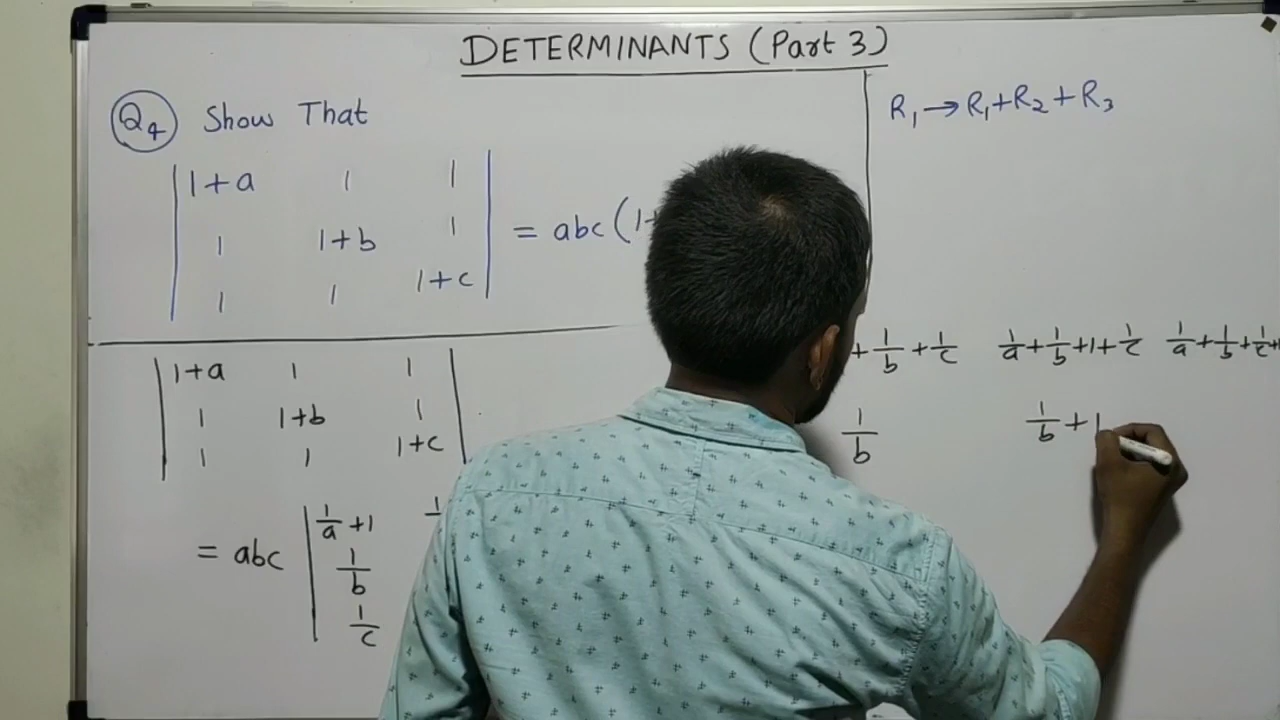 DETERMINANTS (Part 3)
Q4 Show That
|1+a 1 1|
|1 1+b 1| = abc(1+
|1 1 1+c|
|1+a 1 1|
|1 1+b 1|
|1 1 1+c|
= abc |1/a +1 1
1/b
1/c
R1 → R1+R2+R3
+1/b+1/c 1/a+1/b+1+1/c 1/a+1/b+1/c+
1/b 1/b+1